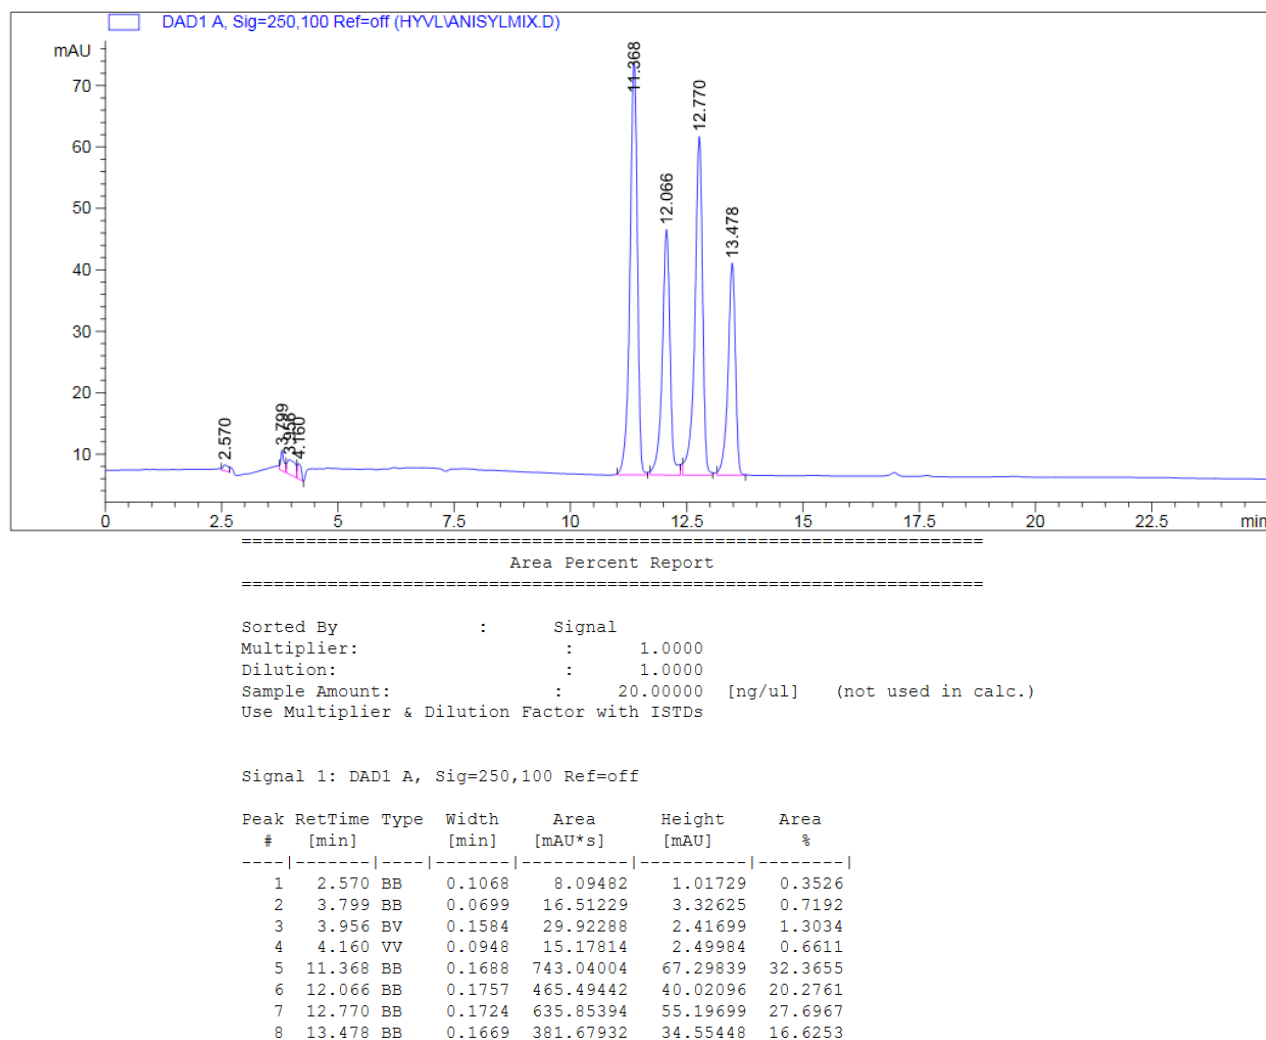 DAD1 A, Sig=250,100 Ref=off (HYVL\ANISYLMIX.D)
mAU
70
60
50
40
30
20
10
2.570
3.799
3.956
4.160
11.368
12.066
12.770
13.478
0 2.5 5 7.5 10 12.5 15 17.5 20 22.5 min
=====================================================================
Area Percent Report
=====================================================================
Sorted By : Signal
Multiplier: : 1.0000
Dilution: : 1.0000
Sample Amount: : 20.00000 [ng/ul] (not used in calc.)
Use Multiplier & Dilution Factor with ISTDs
Signal 1: DAD1 A, Sig=250,100 Ref=off
Peak RetTime Type Width Area Height Area
# [min] [min] [mAU*s] [mAU] %
----|-------|----|-------|----------|----------|--------|
1 2.570 BB 0.1068 8.09482 1.01729 0.3526
2 3.799 BB 0.0699 16.51229 3.32625 0.7192
3 3.956 BV 0.1584 29.92288 2.41699 1.3034
4 4.160 VV 0.0948 15.17814 2.49984 0.6611
5 11.368 BB 0.1688 743.04004 67.29839 32.3655
6 12.066 BB 0.1757 465.49442 40.02096 20.2761
7 12.770 BB 0.1724 635.85394 55.19699 27.6967
8 13.478 BB 0.1669 381.67932 34.55448 16.6253